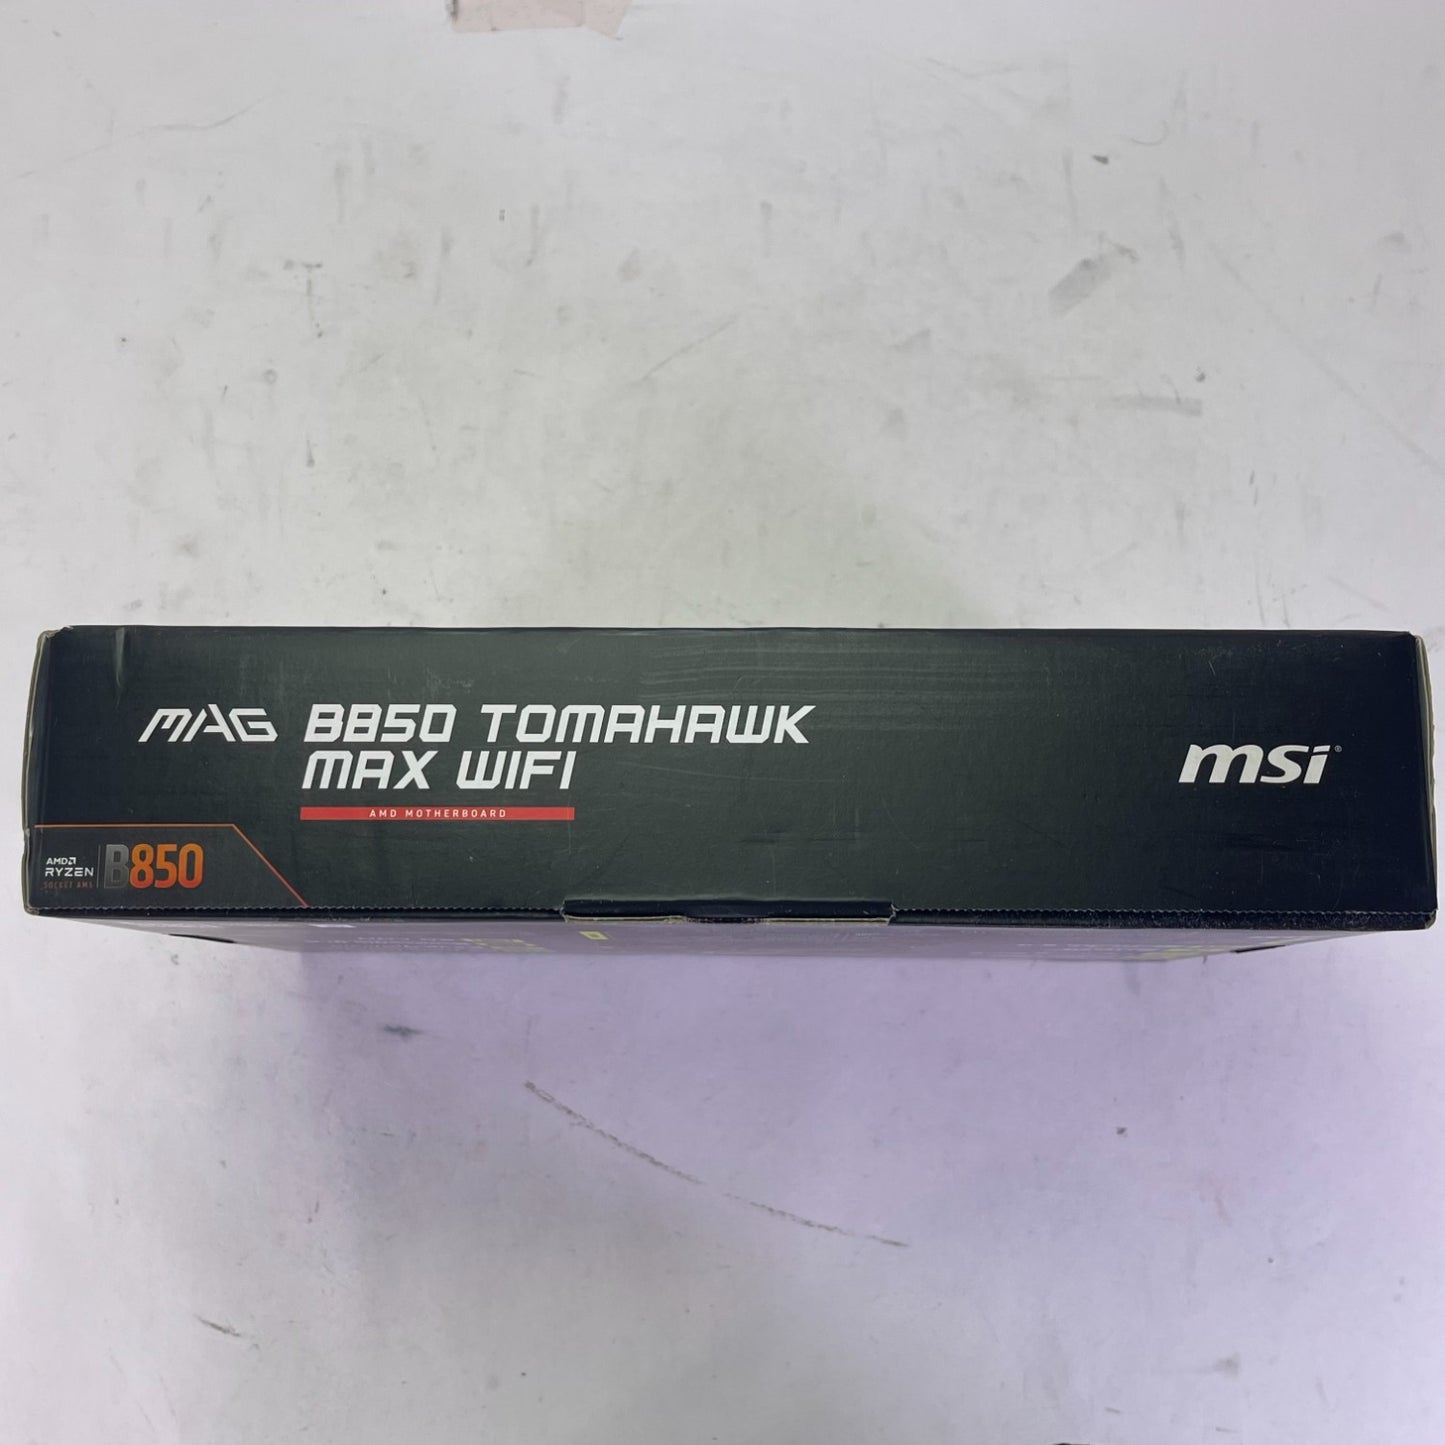 MAG B850 TOMAHAWK
MAX WIFI
AMD MOTHERBOARD
msi
AMD
RYZEN
SOCKET AM5
B850